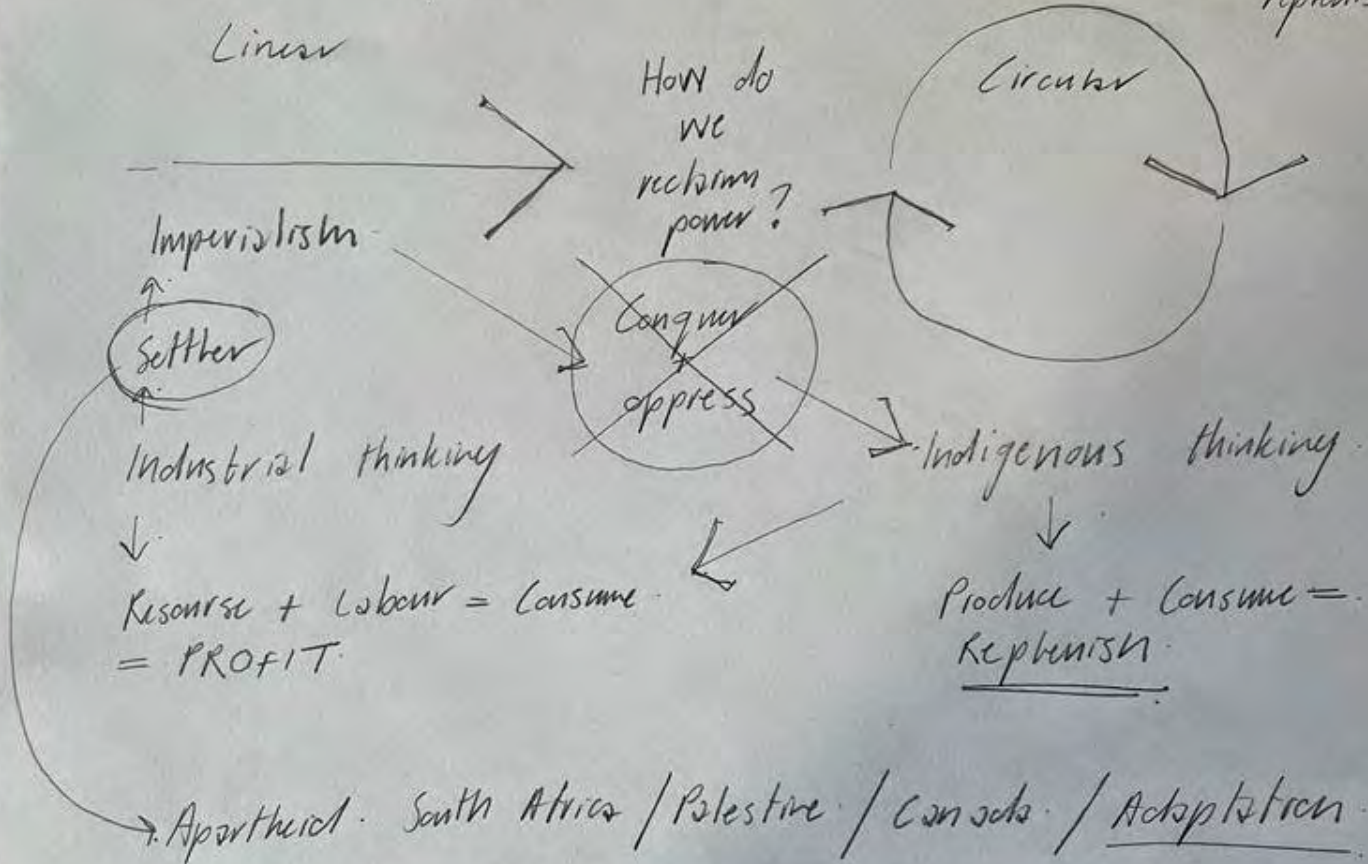 Linear
How do
we
reclaim
power?
Circular
Imperialism
Settler
Conquer
+
oppress
Industrial thinking
Indigenous thinking.
Resourse + Labour = Consume.
= PROFIT.
Produce + Consume =
Replenish.
Apartheid. South Africa / Palestine / Canada. / Adaptation.